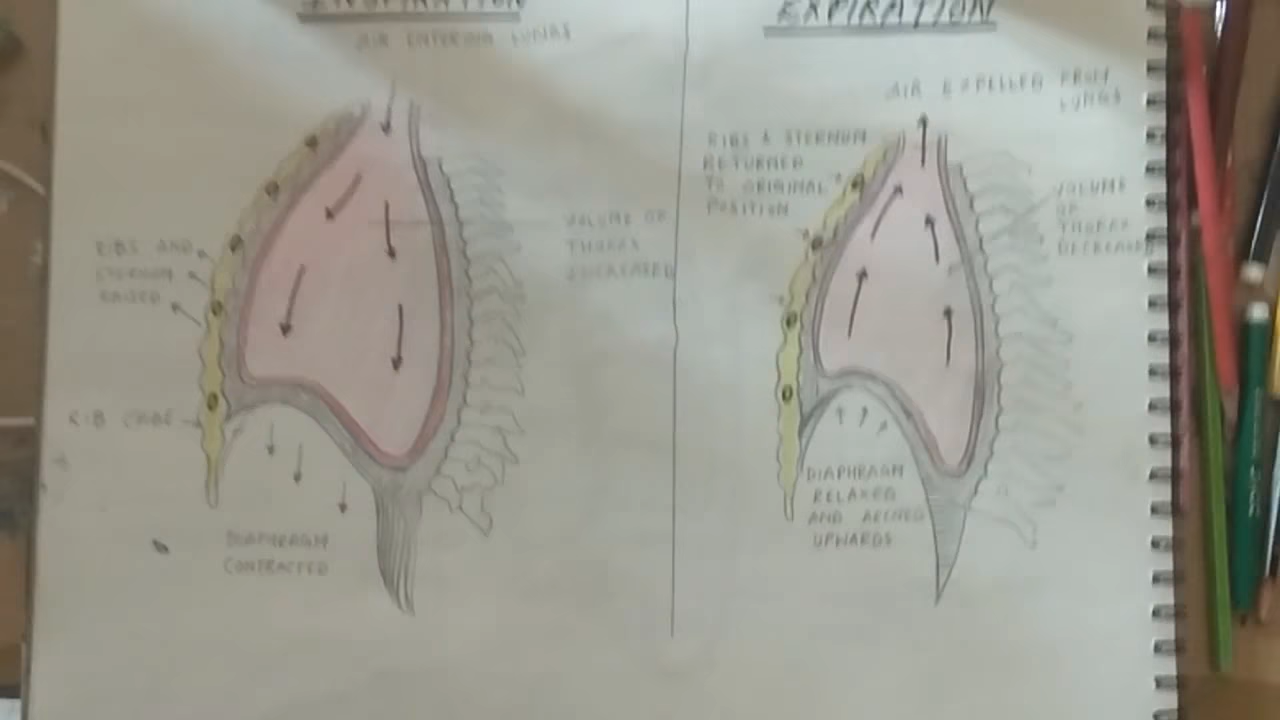 INSPIRATION
AIR ENTERING LUNGS
RIBS AND
STERNUM
RAISED
RIB CAGE
VOLUME OF
THORAX
INCREASED
DIAPHRAGM
CONTRACTED
EXPIRATION
AIR EXPELLED FROM
LUNGS
RIBS & STERNUM
RETURNED
TO ORIGINAL
POSITION
VOLUME
OF
THORAX
DECREASED
DIAPHRAGM
RELAXED
AND ARCHED
UPWARDS